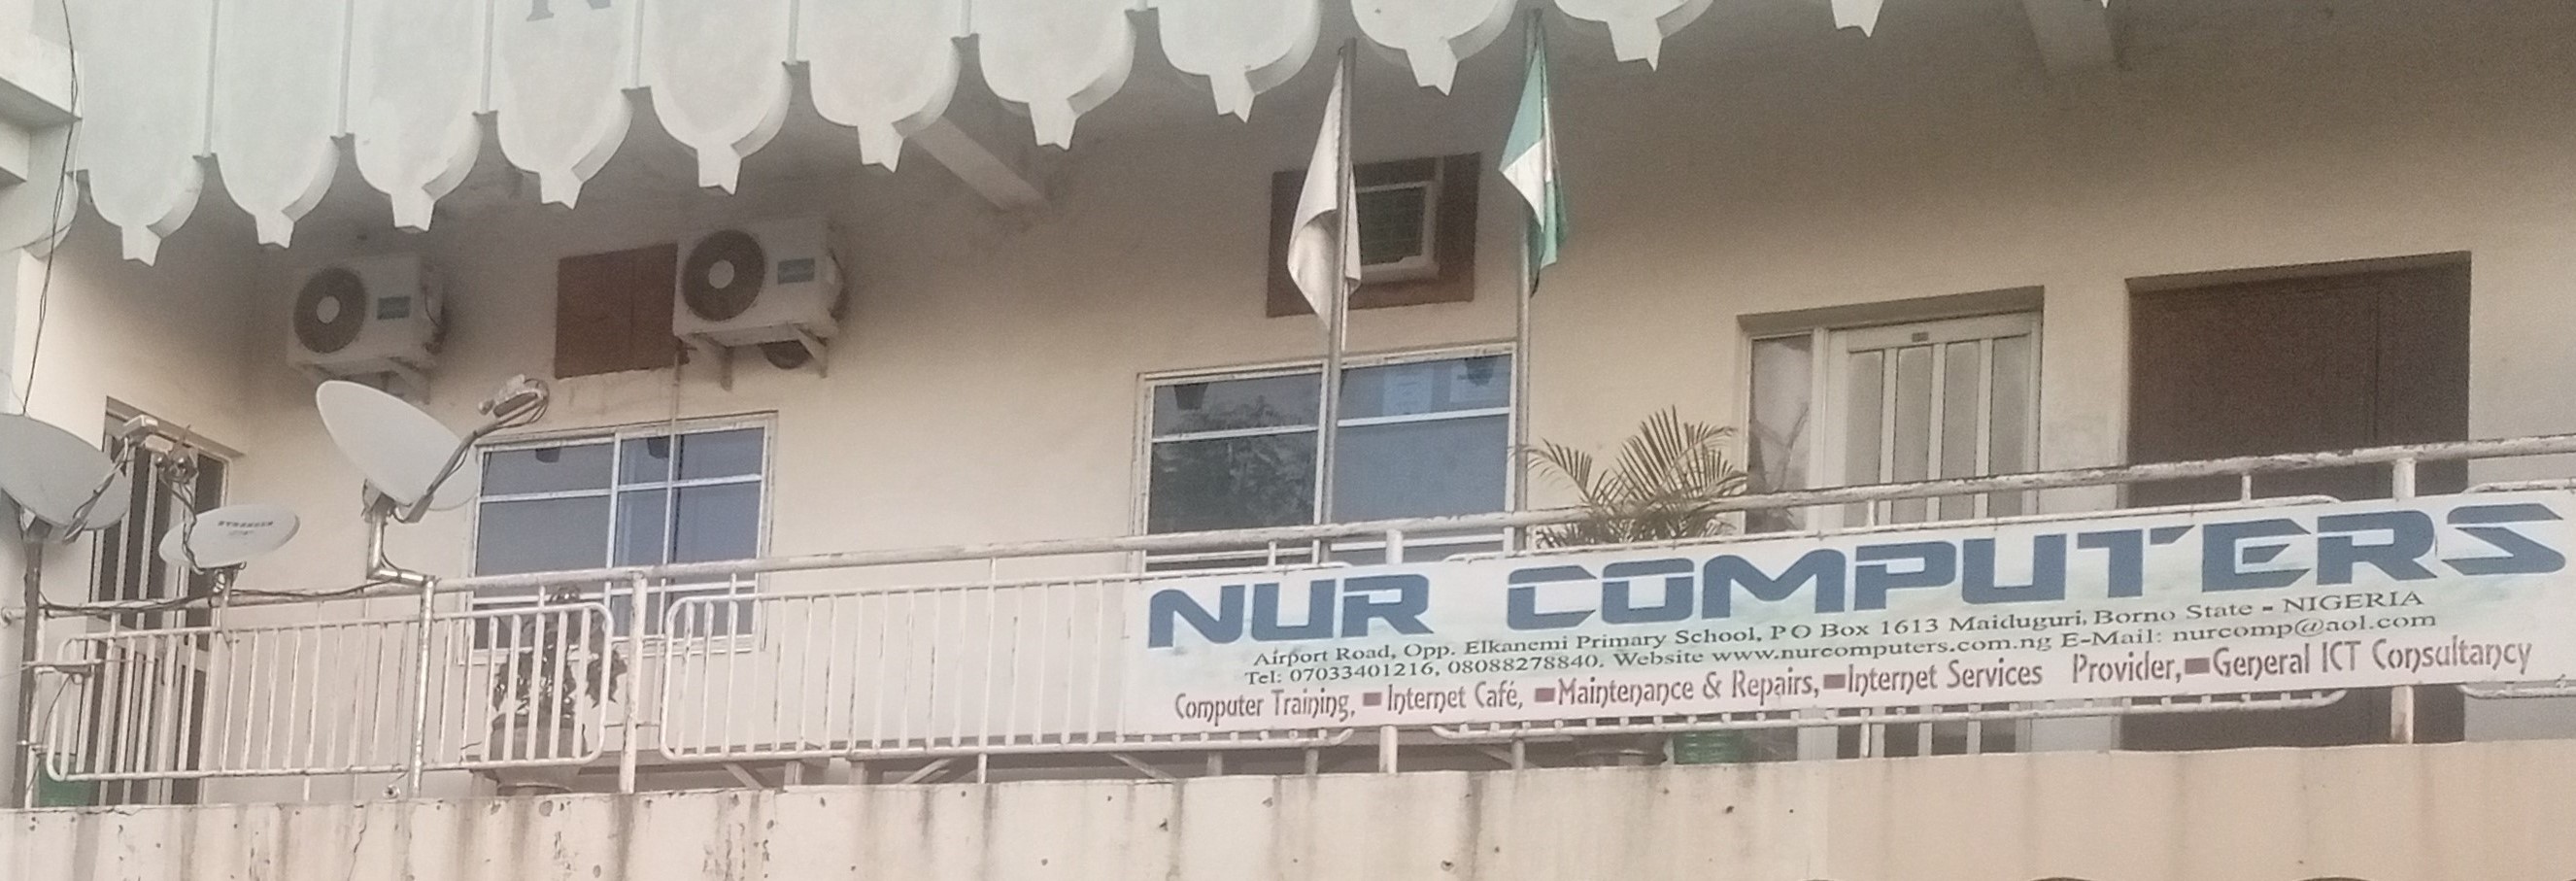 N
NUR COMPUTERS
Airport Road, Opp. Elkanemi Primary School, P O Box 1613 Maiduguri, Borno State - NIGERIA
Tel: 07033401216, 08088278840. Website www.nurcomputers.com.ng E-Mail: nurcomp@aol.com
Computer Training, Internet Café, Maintenance & Repairs, Internet Services Provider, General ICT Consultancy